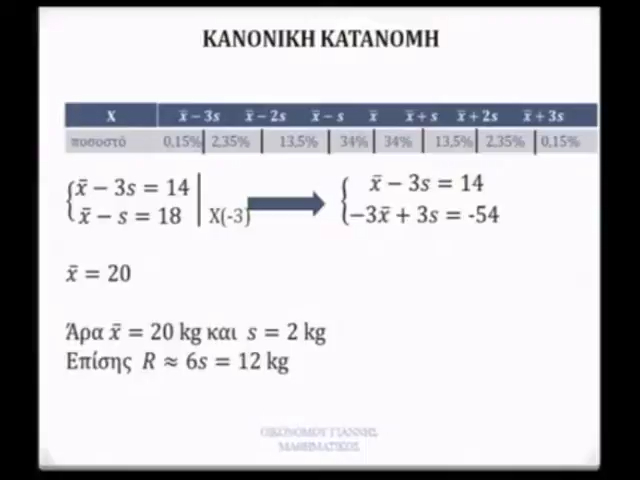 ΚΑΝΟΝΙΚΗ ΚΑΤΑΝΟΜΗ
X x̄ − 3s x̄ − 2s x̄ − s x̄ x̄ + s x̄ + 2s x̄ + 3s
ποσοστό 0,15% 2,35% 13,5% 34% 34% 13,5% 2,35% 0,15%
x̄ − 3s = 14
x̄ − s = 18 X(-3)
x̄ − 3s = 14
−3x̄ + 3s = -54
x̄ = 20
Άρα x̄ = 20 kg και s = 2 kg
Επίσης R ≈ 6s = 12 kg
ΟΙΚΟΝΟΜΟΥ ΓΙΑΝΝΗΣ
ΜΑΘΗΜΑΤΙΚΟΣ